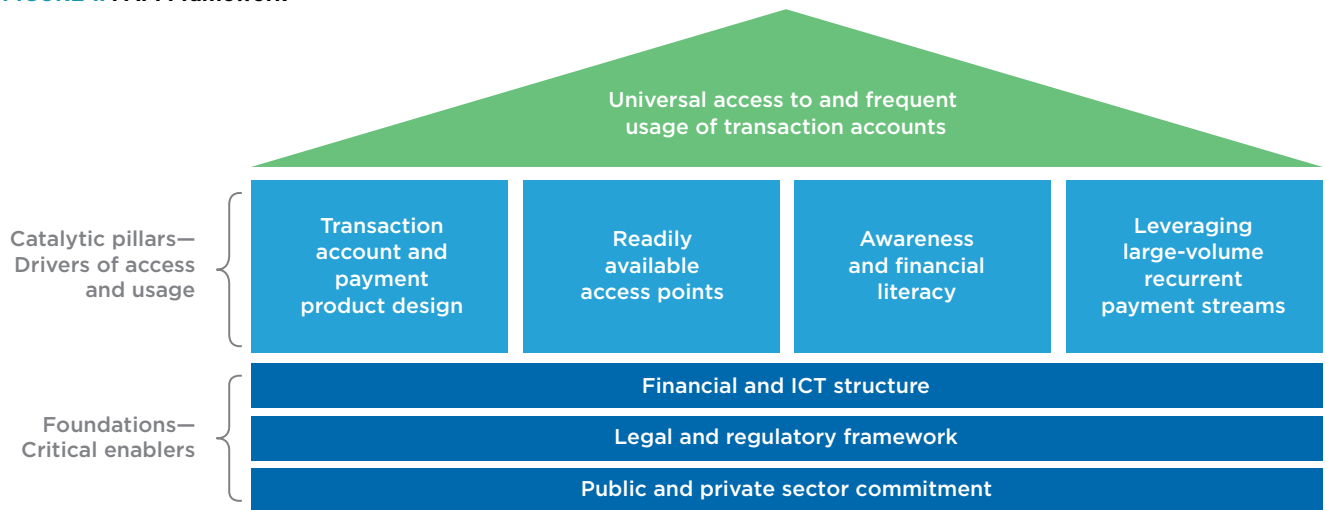 FIGURE Framework
Universal access to and frequent
usage of transaction accounts
Catalytic pillars—
Drivers of access
and usage
Transaction
account and
payment
product design
Readily
available
access points
Awareness
and financial
literacy
Leveraging
large-volume
recurrent
payment streams
Foundations—
Critical enablers
Financial and ICT structure
Legal and regulatory framework
Public and private sector commitment